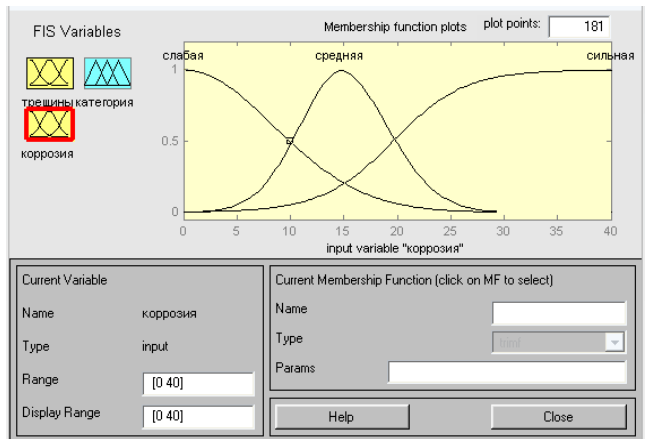 FIS Variables
Membership function plots plot points: 181
слабая средняя сильная
трещины категория
коррозия
1
0.5
0
0 5 10 15 20 25 30 35 40
input variable "коррозия"
Current Variable
Name коррозия
Type input
Range [0 40]
Display Range [0 40]
Current Membership Function (click on MF to select)
Name
Type trimf
Params
Help Close